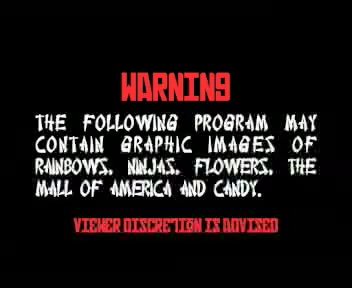 WARNING
THE FOLLOWING PROGRAM MAY
CONTAIN GRAPHIC IMAGES OF
RAINBOWS, NINJAS, FLOWERS, THE
MALL OF AMERICA AND CANDY.
VIEWER DISCRETION IS ADVISED